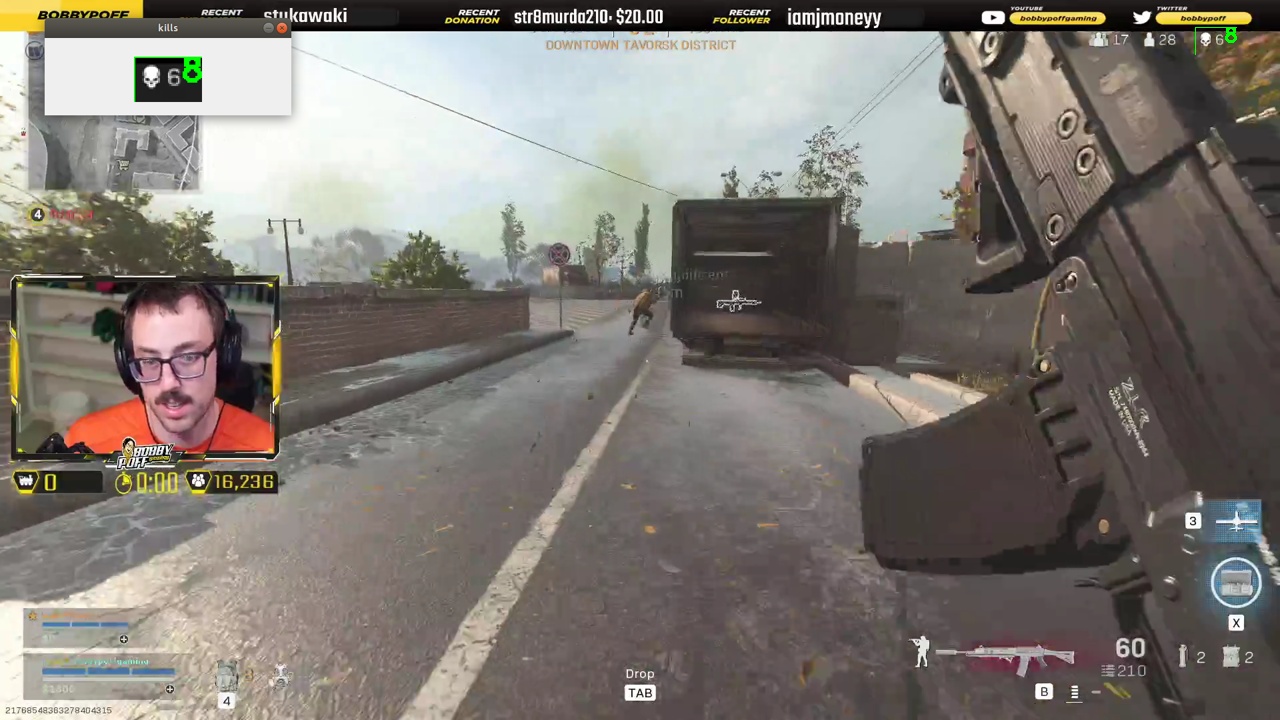 BOBBYPOFF
RECENT
stukawaki
RECENT
DONATION
str8murda210: $20.00
RECENT
FOLLOWER
iamjmoneyy
YOUTUBE
bobbypoffgaming
TWITTER
bobbypoff
kills
6
8
DOWNTOWN TAVORSK DISTRICT
17
28
6
8
4
BOBBY
POFF
0
0:00
16,236
3
X
60
210
2
2
B
Drop
TAB
4
21768548383278404315